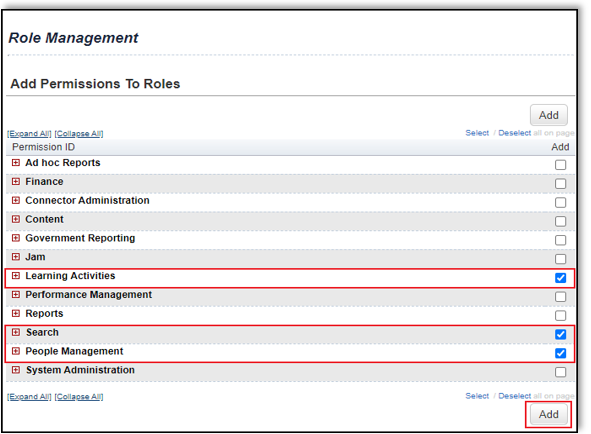 Role Management
Add Permissions To Roles
Add
[Expand All] [Collapse All] Select / Deselect all on page
Permission ID Add
Ad hoc Reports
Finance
Connector Administration
Content
Government Reporting
Jam
Learning Activities
Performance Management
Reports
Search
People Management
System Administration
[Expand All] [Collapse All] Select / Deselect all on page
Add